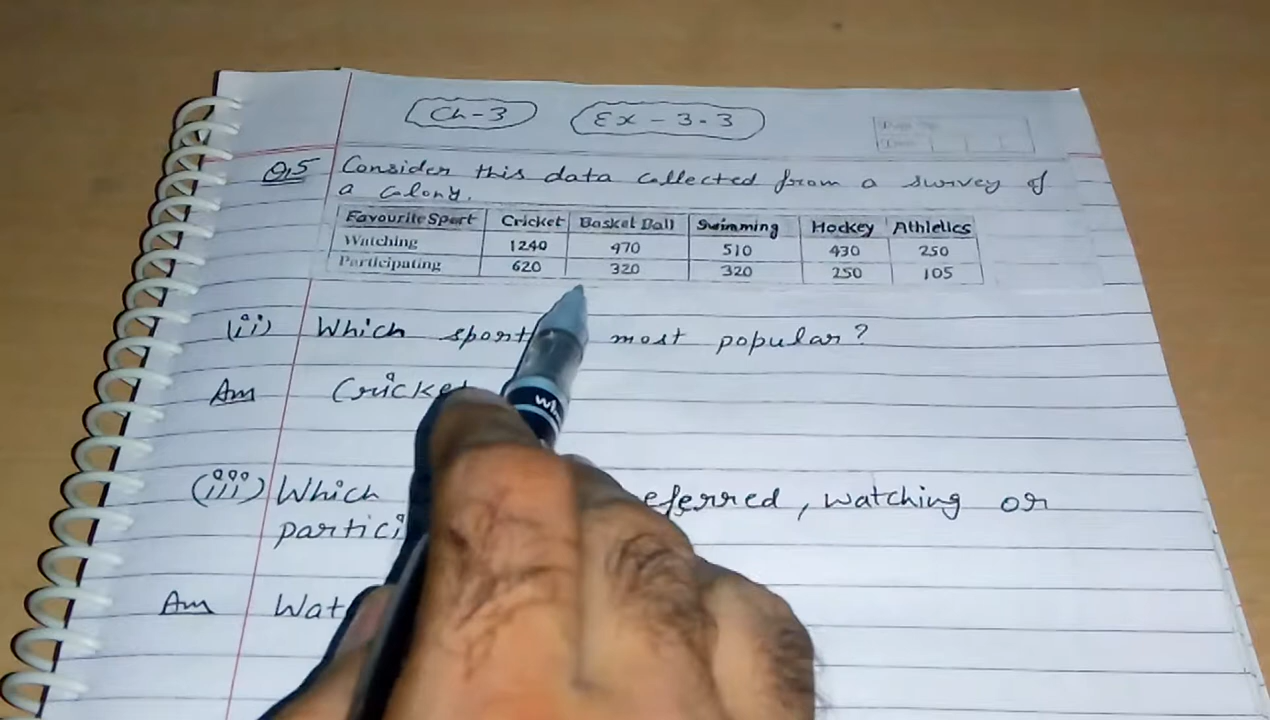 Ch-3 Ex-3.3
Q.5 Consider this data collected from a survey of
a colony.
Favourite Sport Cricket Basket Ball Swimming Hockey Athletics
Watching 1240 470 510 430 250
Participating 620 320 320 250 105
(ii) Which sport most popular?
Ans Cricket
(iii) Which eferred, watching or
partici
Ans Wat